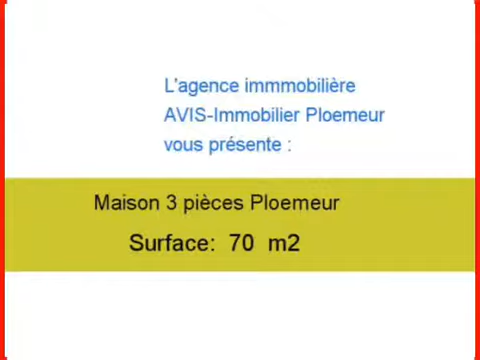 L'agence immmobilière
AVIS-Immobilier Ploemeur
vous présente :
Maison 3 pièces Ploemeur
Surface: 70 m2